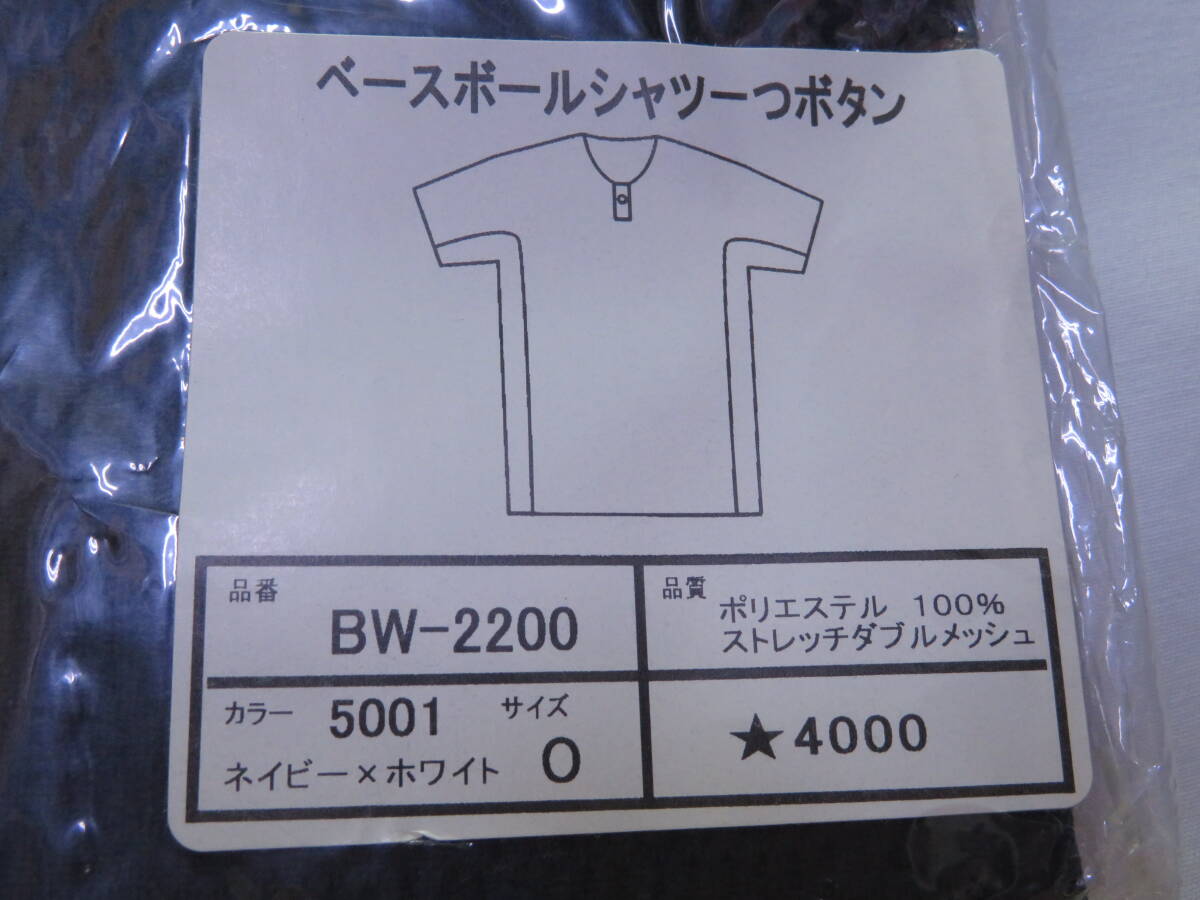 ベースボールシャツ一つボタン
品番
BW-2200
品質
ポリエステル 100%
ストレッチダブルメッシュ
カラー 5001 サイズ
ネイビー×ホワイト O
★4000